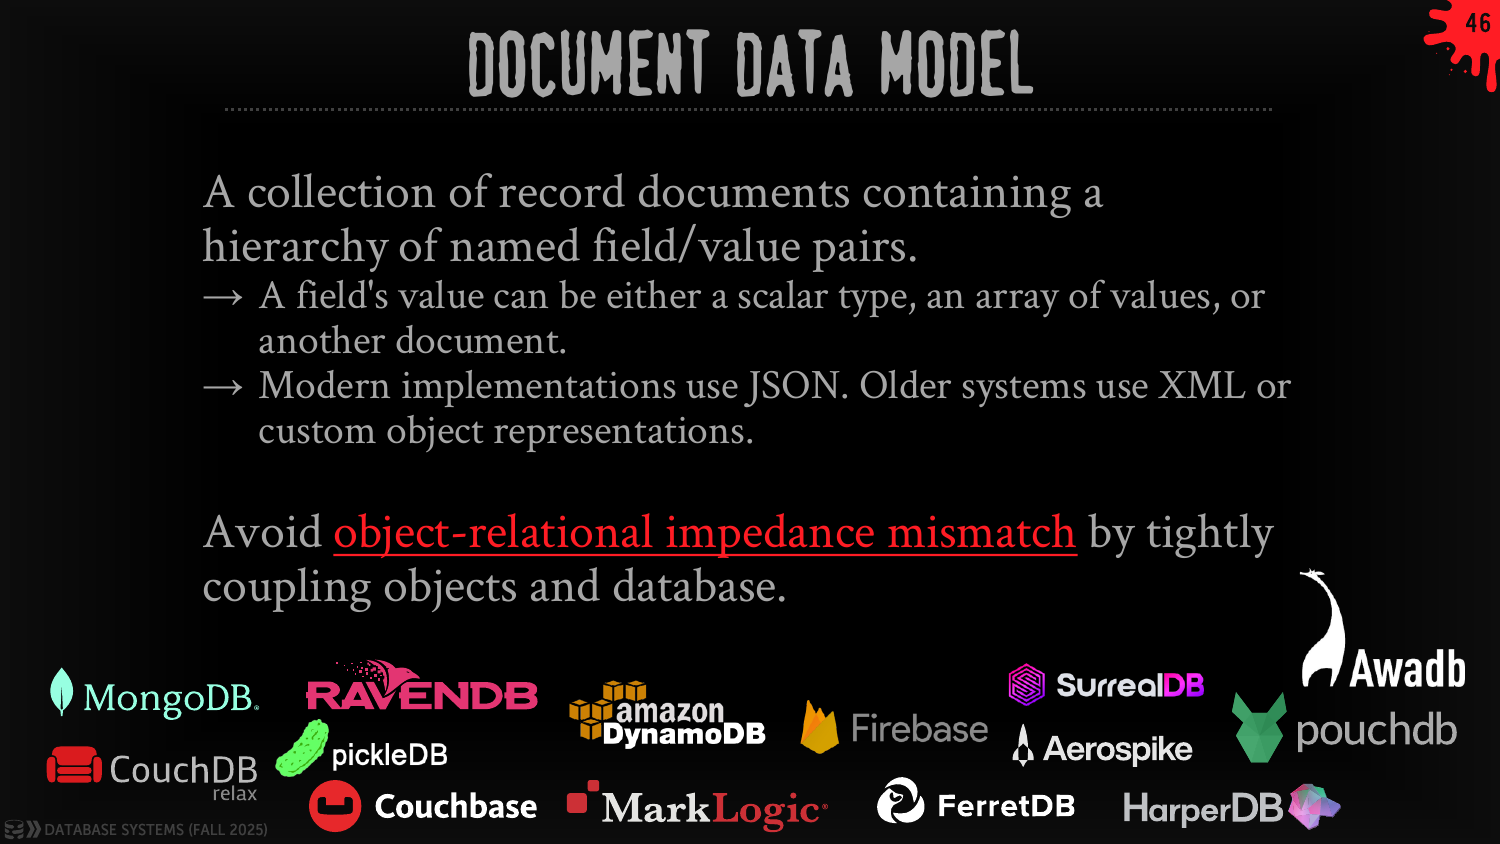 46
DOCUMENT DATA MODEL
A collection of record documents containing a
hierarchy of named field/value pairs.
→ A field's value can be either a scalar type, an array of values, or
another document.
→ Modern implementations use JSON. Older systems use XML or
custom object representations.
Avoid object-relational impedance mismatch by tightly
coupling objects and database.
Awadb
MongoDB®
RAVENDB
SurrealDB
amazon
DynamoDB
Firebase
pouchdb
pickleDB
Aerospike
CouchDB
relax
Couchbase
MarkLogic®
FerretDB
HarperDB
DATABASE SYSTEMS (FALL 2025)